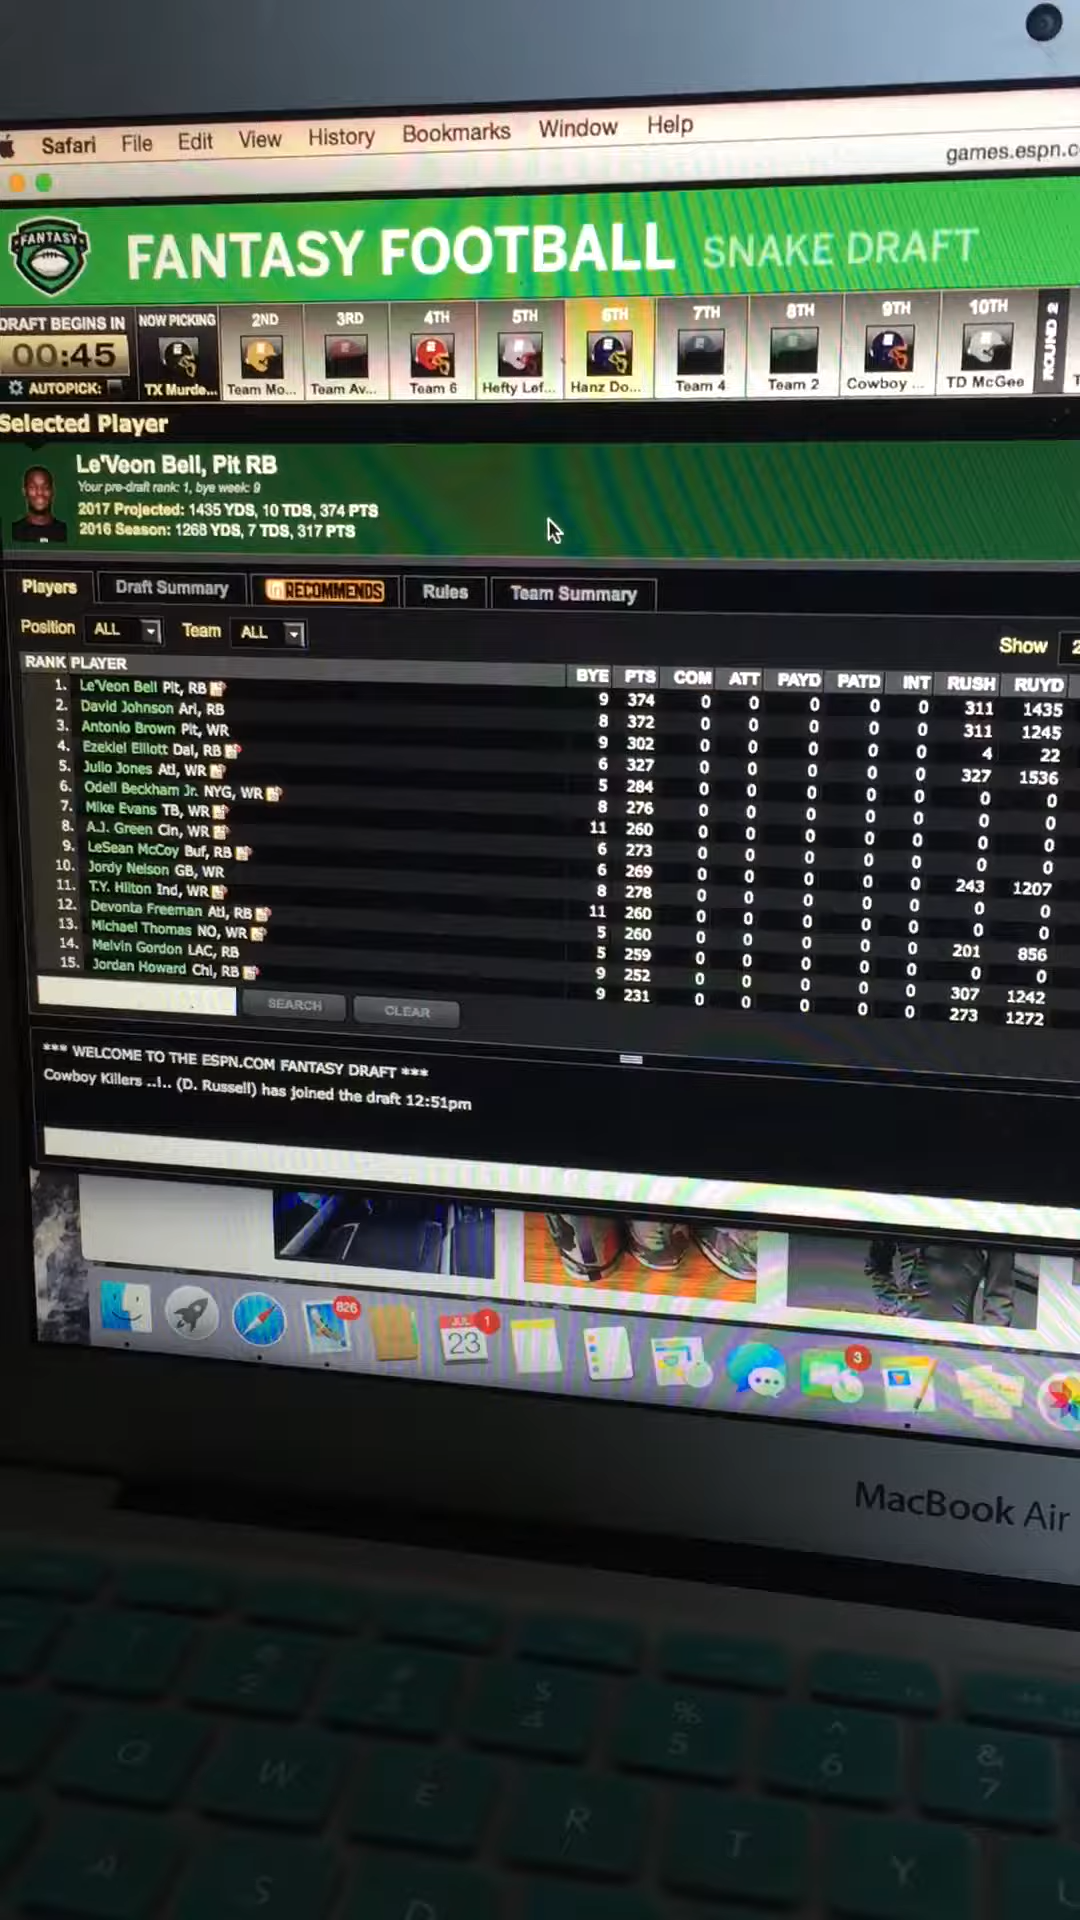 Safari File Edit View History Bookmarks Window Help
games.espn.c
FANTASY
FANTASY FOOTBALL SNAKE DRAFT
DRAFT BEGINS IN
00:45
AUTOPICK:
NOW PICKING
TX Murde...
2ND
Team Mo...
3RD
Team Av...
4TH
Team 6
5TH
Hefty Lef...
6TH
Hanz Do...
7TH
Team 4
8TH
Team 2
9TH
Cowboy ...
10TH
TD McGee
ROUND 2
Selected Player
Le'Veon Bell, Pit RB
Your pre-draft rank: 1, bye week: 9
2017 Projected: 1435 YDS, 10 TDS, 374 PTS
2016 Season: 1268 YDS, 7 TDS, 317 PTS
Players Draft Summary RECOMMENDS Rules Team Summary
Position ALL Team ALL Show 2
RANK PLAYER BYE PTS COM ATT PAYD PATD INT RUSH RUYD
1. Le'Veon Bell Pit, RB 9 374 0 0 0 0 0 311 1435
2. David Johnson Ari, RB 8 372 0 0 0 0 0 311 1245
3. Antonio Brown Pit, WR 9 302 0 0 0 0 0 4 22
4. Ezekiel Elliott Dal, RB 6 327 0 0 0 0 0 327 1536
5. Julio Jones Atl, WR 5 284 0 0 0 0 0 0 0
6. Odell Beckham Jr. NYG, WR 8 276 0 0 0 0 0 0 0
7. Mike Evans TB, WR 11 260 0 0 0 0 0 0 0
8. A.J. Green Cin, WR 6 273 0 0 0 0 0 0 0
9. LeSean McCoy Buf, RB 6 269 0 0 0 0 0 243 1207
10. Jordy Nelson GB, WR 8 278 0 0 0 0 0 0 0
11. T.Y. Hilton Ind, WR 11 260 0 0 0 0 0 0 0
12. Devonta Freeman Atl, RB 5 260 0 0 0 0 0 201 856
13. Michael Thomas NO, WR 5 259 0 0 0 0 0 0 0
14. Melvin Gordon LAC, RB 9 252 0 0 0 0 0 307 1242
15. Jordan Howard Chi, RB 9 231 0 0 0 0 0 273 1272
SEARCH CLEAR
*** WELCOME TO THE ESPN.COM FANTASY DRAFT ***
Cowboy Killers ..!.. (D. Russell) has joined the draft 12:51pm
826
JUL
23
1
3
MacBook Air
5 6 & 7
Q W E R T Y
A S D